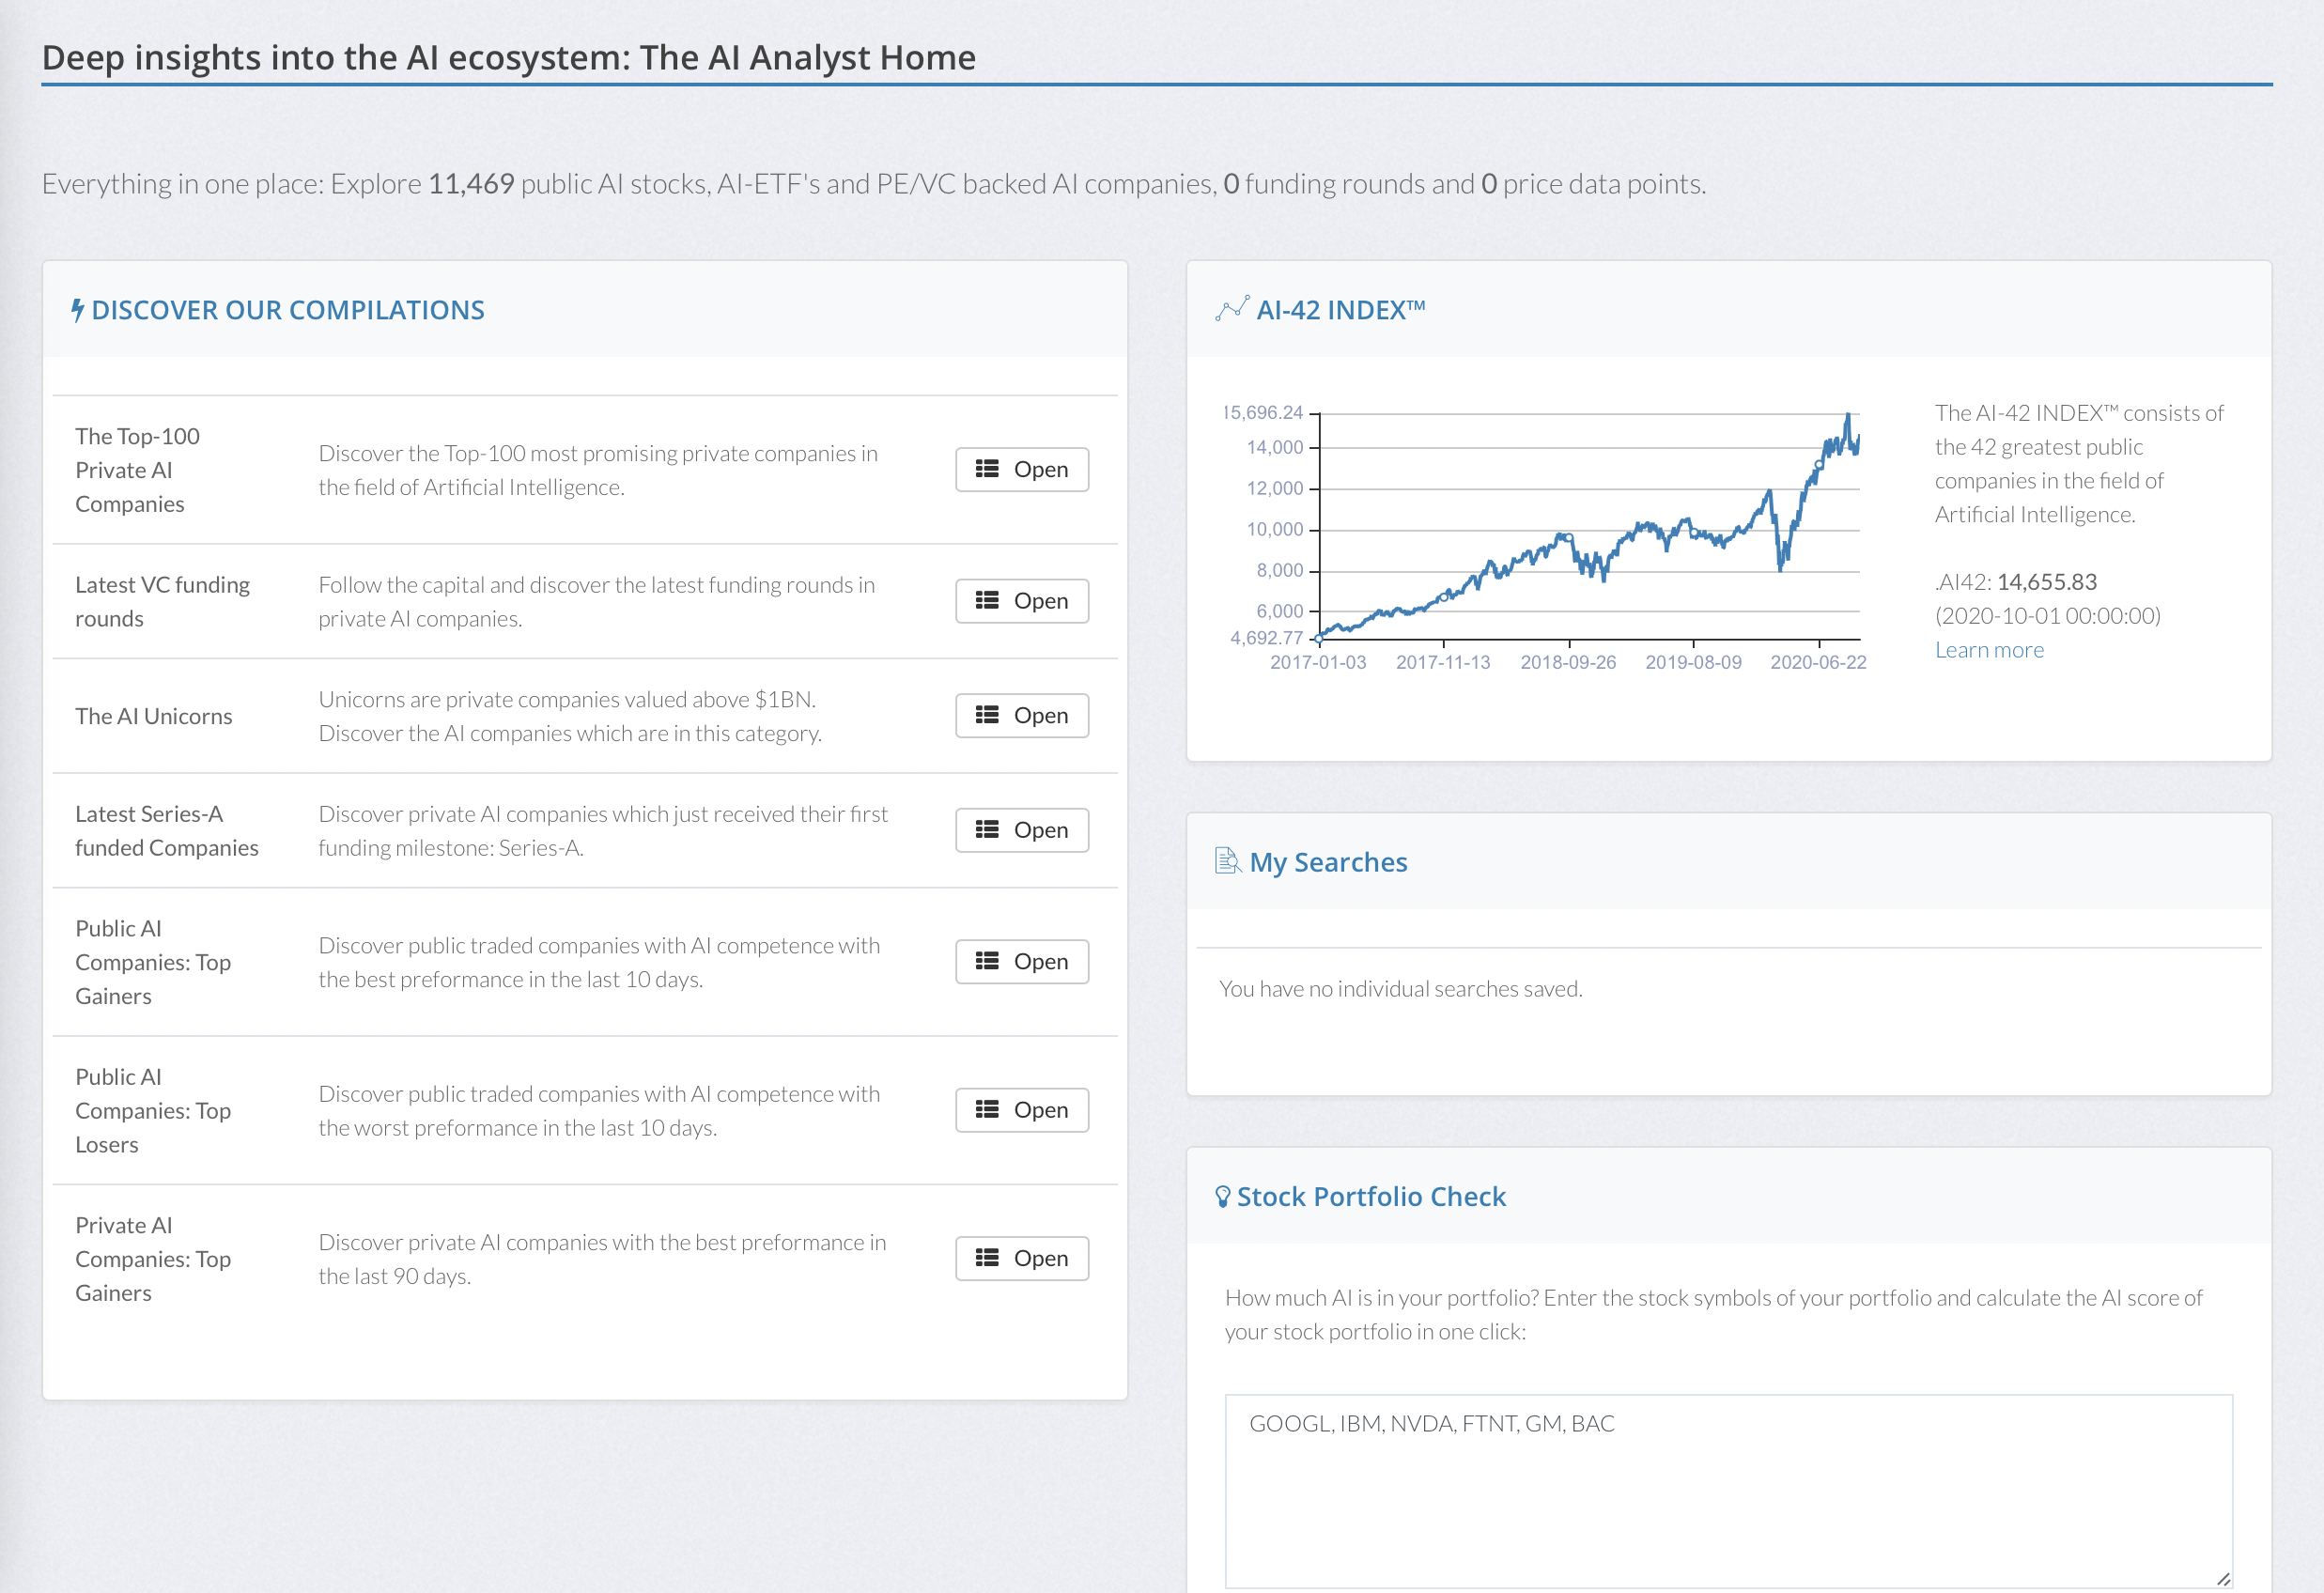 Deep insights into the AI ecosystem: The AI Analyst Home
Everything in one place: Explore 11,469 public AI stocks, AI-ETF's and PE/VC backed AI companies, 0 funding rounds and 0 price data points.
DISCOVER OUR COMPILATIONS
The Top-100
Private AI
Companies
Discover the Top-100 most promising private companies in
the field of Artificial Intelligence.
Open
Latest VC funding
rounds
Follow the capital and discover the latest funding rounds in
private AI companies.
Open
The AI Unicorns
Unicorns are private companies valued above $1BN.
Discover the AI companies which are in this category.
Open
Latest Series-A
funded Companies
Discover private AI companies which just received their first
funding milestone: Series-A.
Open
Public AI
Companies: Top
Gainers
Discover public traded companies with AI competence with
the best preformance in the last 10 days.
Open
Public AI
Companies: Top
Losers
Discover public traded companies with AI competence with
the worst preformance in the last 10 days.
Open
Private AI
Companies: Top
Gainers
Discover private AI companies with the best preformance in
the last 90 days.
Open
AI-42 INDEX™
15,696.24
14,000
12,000
10,000
8,000
6,000
4,692.77
2017-01-03 2017-11-13 2018-09-26 2019-08-09 2020-06-22
The AI-42 INDEX™ consists of
the 42 greatest public
companies in the field of
Artificial Intelligence.
.AI42: 14,655.83
(2020-10-01 00:00:00)
Learn more
My Searches
You have no individual searches saved.
Stock Portfolio Check
How much AI is in your portfolio? Enter the stock symbols of your portfolio and calculate the AI score of
your stock portfolio in one click:
GOOGL, IBM, NVDA, FTNT, GM, BAC